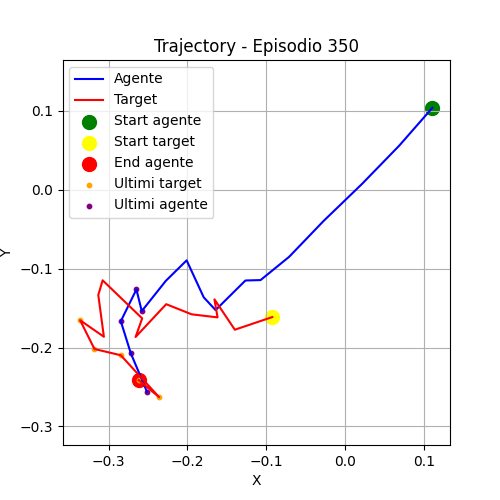 Trajectory - Episodio 350
Agente
Target
Start agente
Start target
End agente
Ultimi target
Ultimi agente
0.1
0.0
−0.1
−0.2
−0.3
Y
−0.3
−0.2
−0.1
0.0
0.1
X